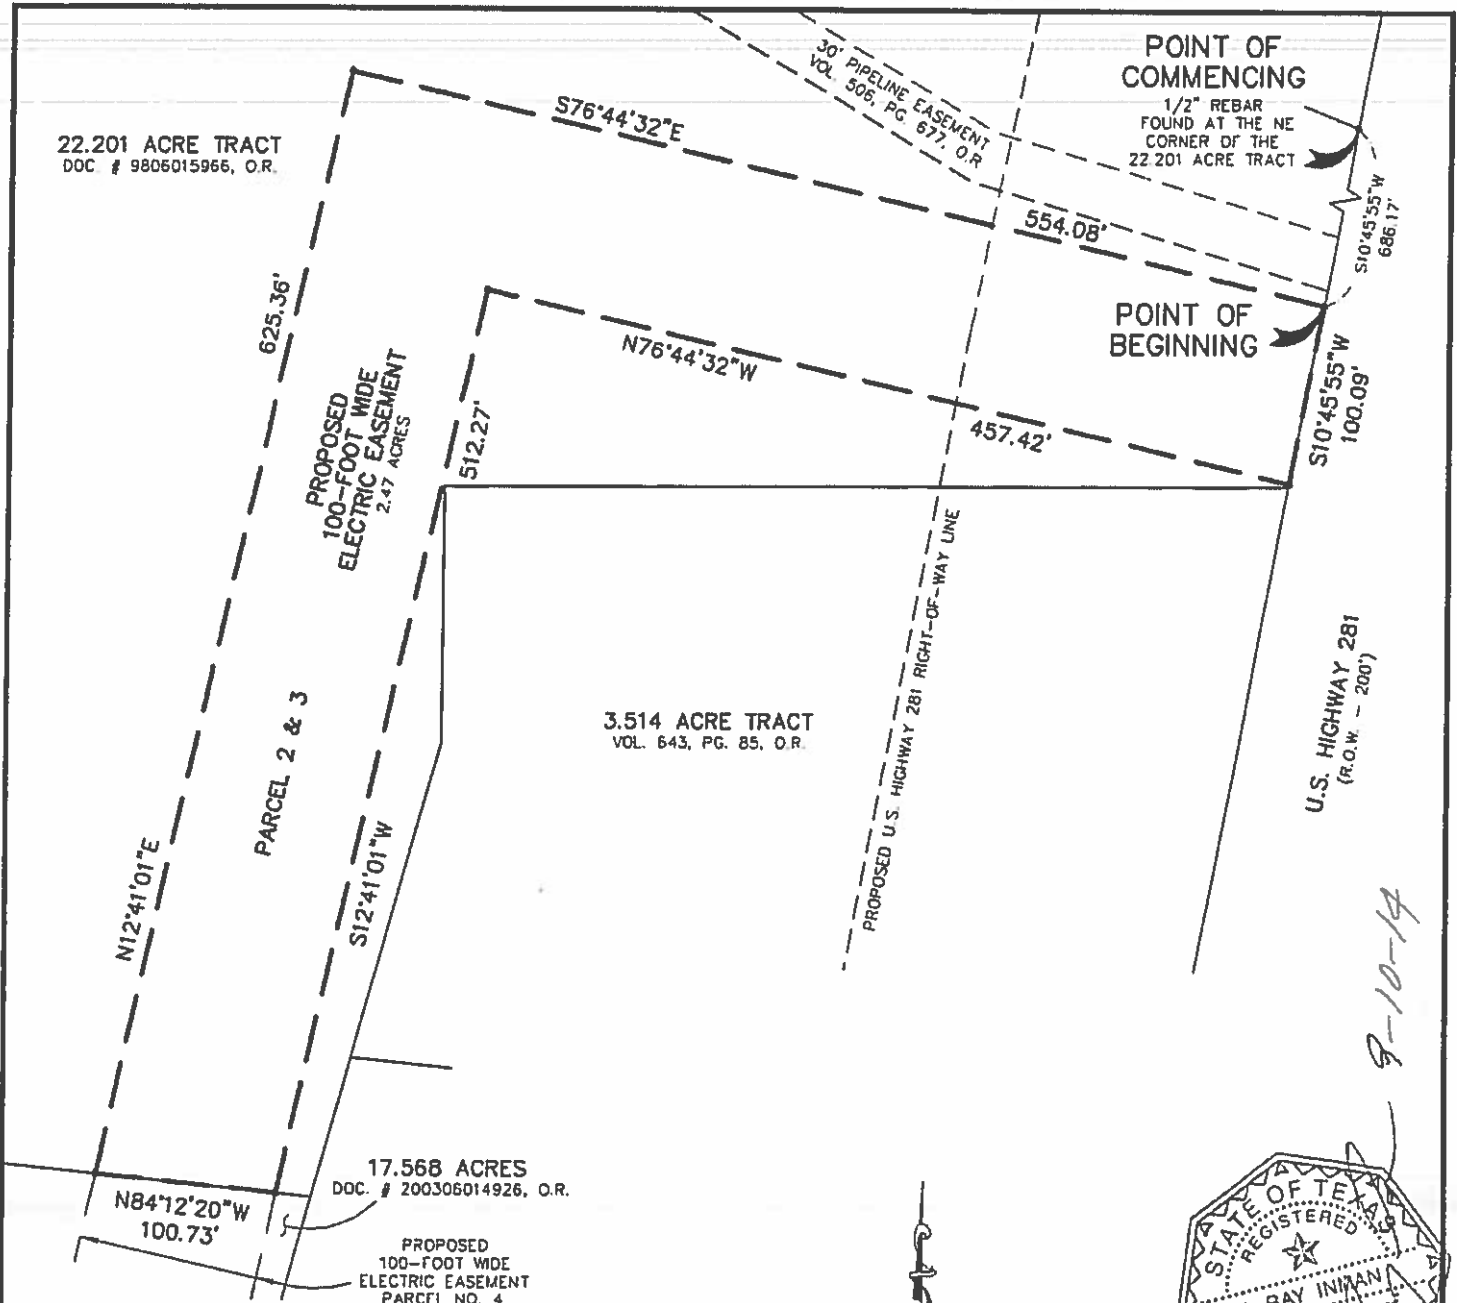 POINT OF
COMMENCING
1/2" REBAR
FOUND AT THE NE
CORNER OF THE
22.201 ACRE TRACT
30' PIPELINE EASEMENT
VOL. 506, PG. 677, O.R
S76°44'32"E
22.201 ACRE TRACT
DOC. # 9806015966, O.R.
554.08'
S10°45'55"W
686.17'
POINT OF
BEGINNING
625.36'
N76°44'32"W
S10°45'55"W
100.09'
PROPOSED
100-FOOT WIDE
ELECTRIC EASEMENT
2.47 ACRES
512.27'
457.42'
PROPOSED U.S. HIGHWAY 281 RIGHT-OF-WAY LINE
3.514 ACRE TRACT
VOL. 643, PG. 85, O.R.
U.S. HIGHWAY 281
(R.O.W. - 200')
PARCEL 2 & 3
N12°41'01"E
S12°41'01"W
17.568 ACRES
DOC. # 200306014926, O.R.
N84°12'20"W
100.73'
PROPOSED
100-FOOT WIDE
ELECTRIC EASEMENT
PARCEL NO. 4
STATE OF TEXAS
REGISTERED
RAY INMAN